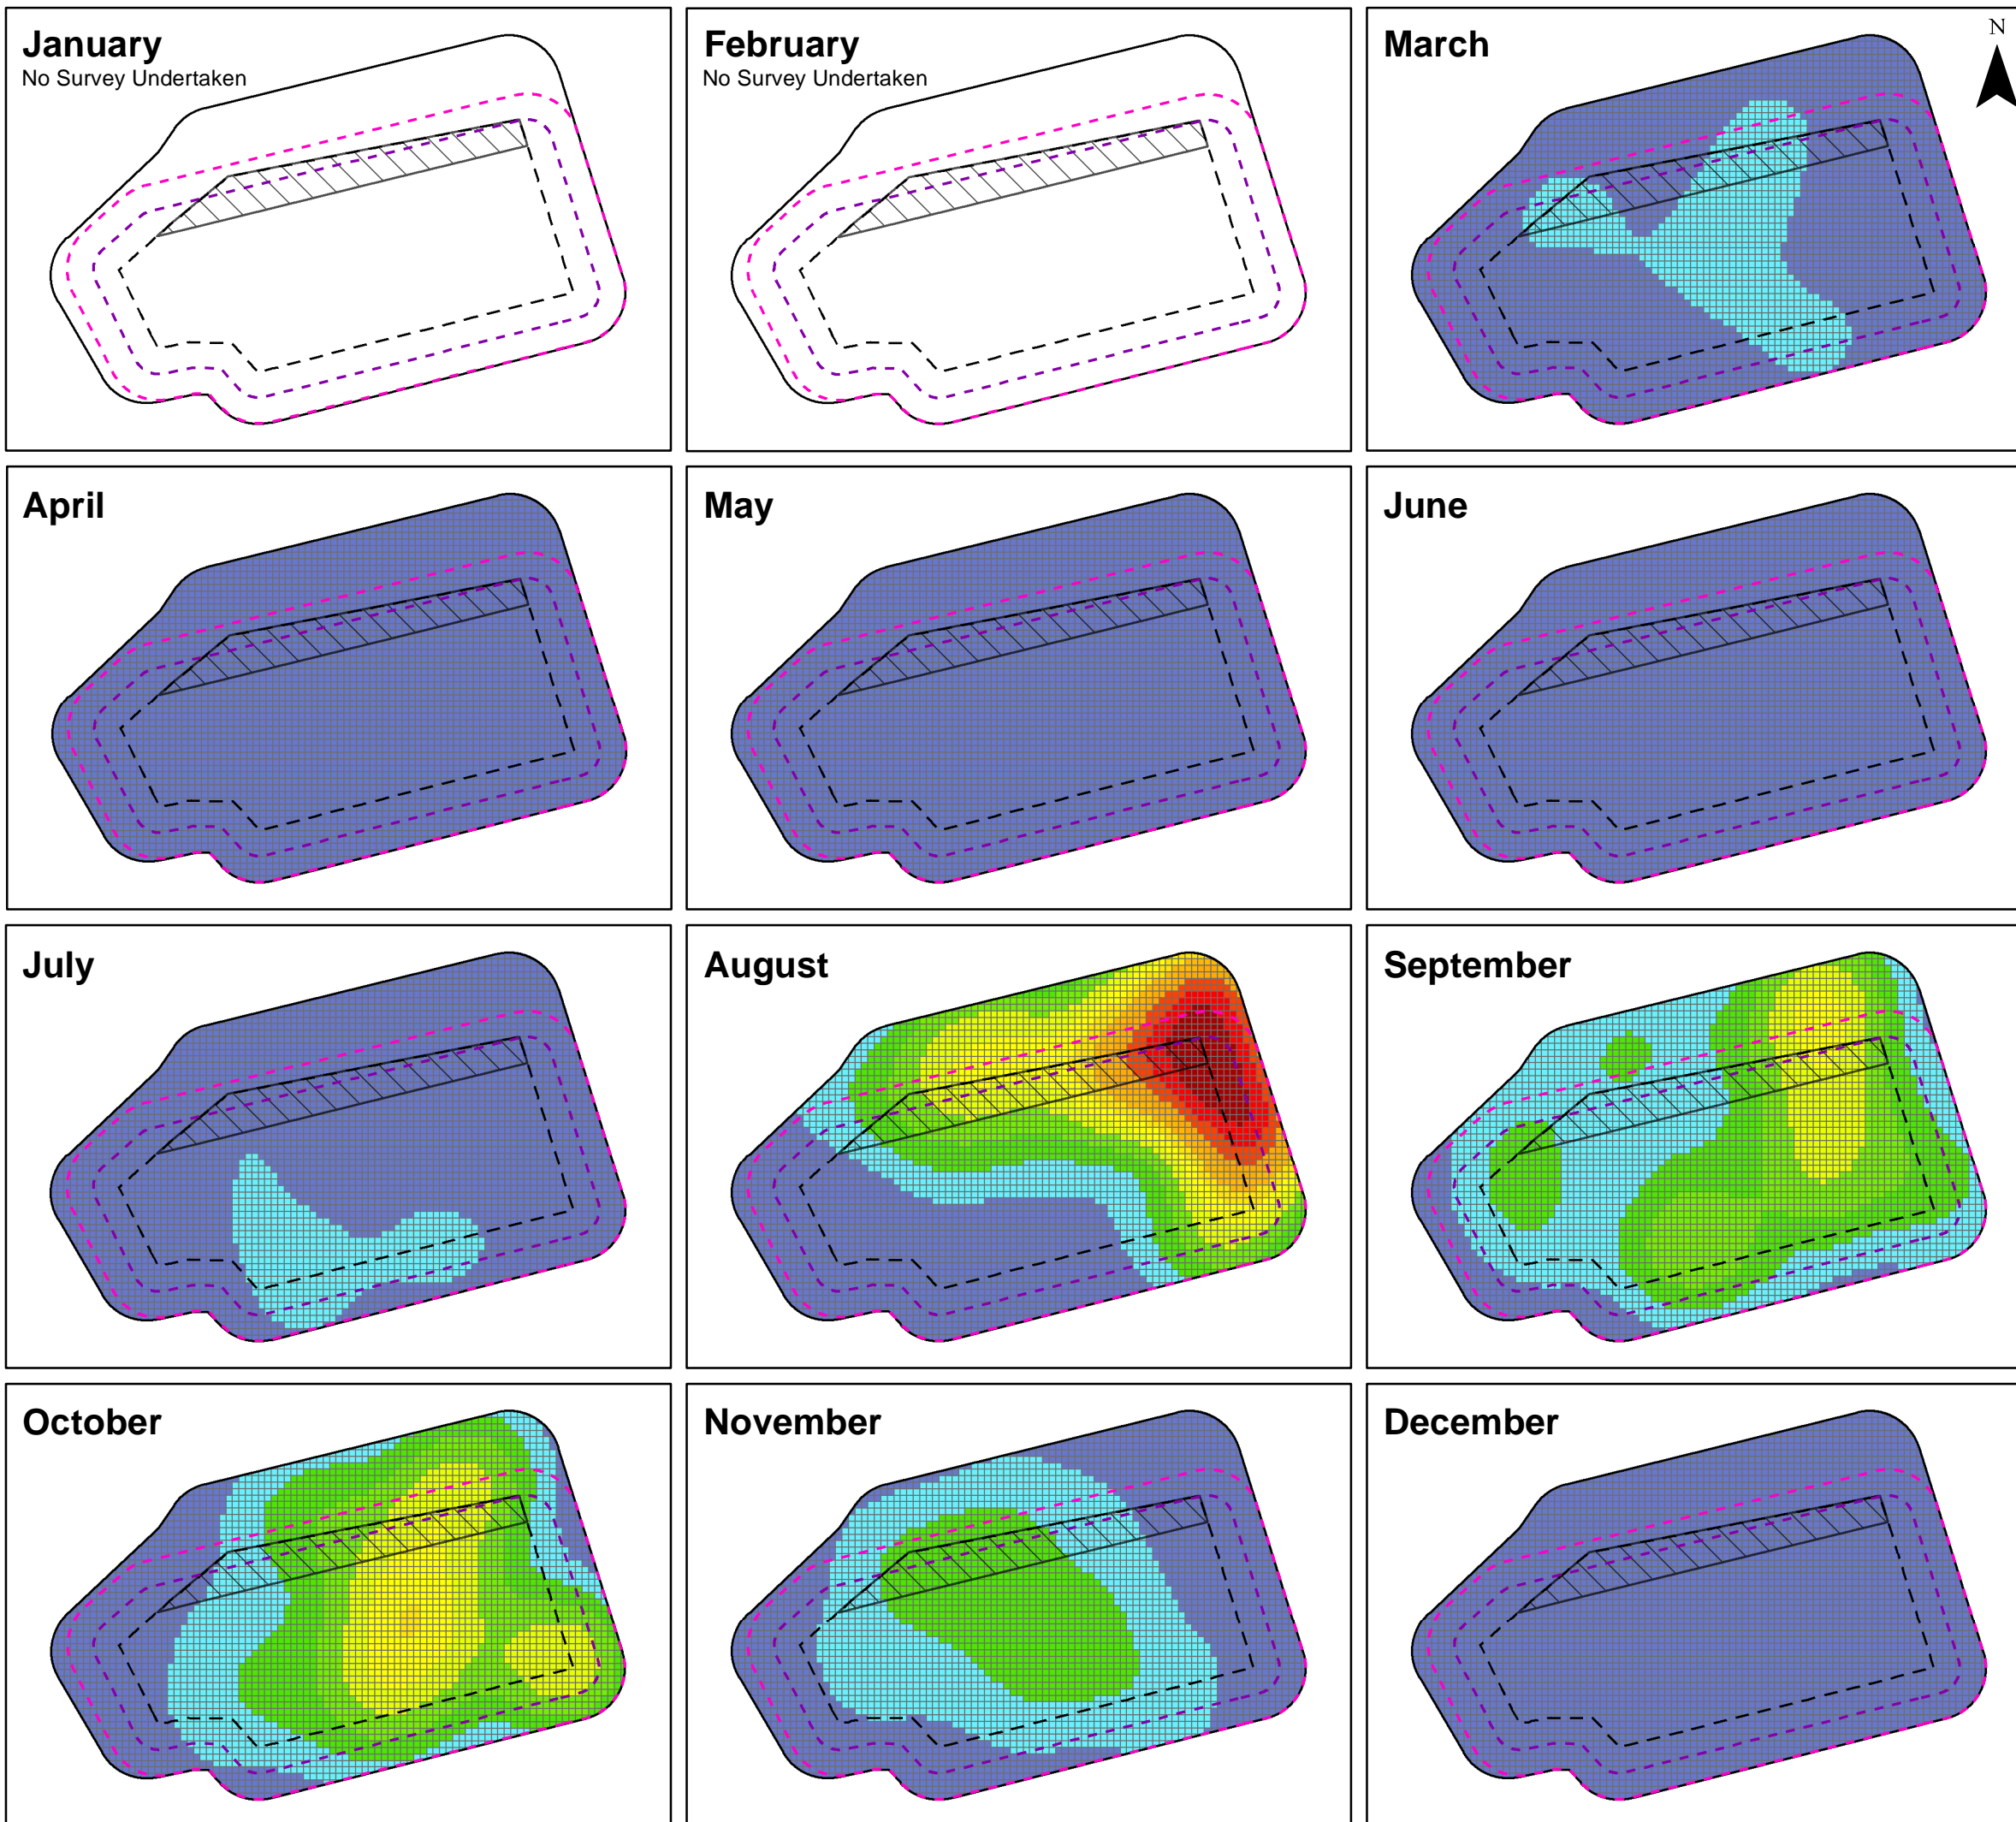 January
No Survey Undertaken
February
No Survey Undertaken
March
N
April
May
June
July
August
September
October
November
December